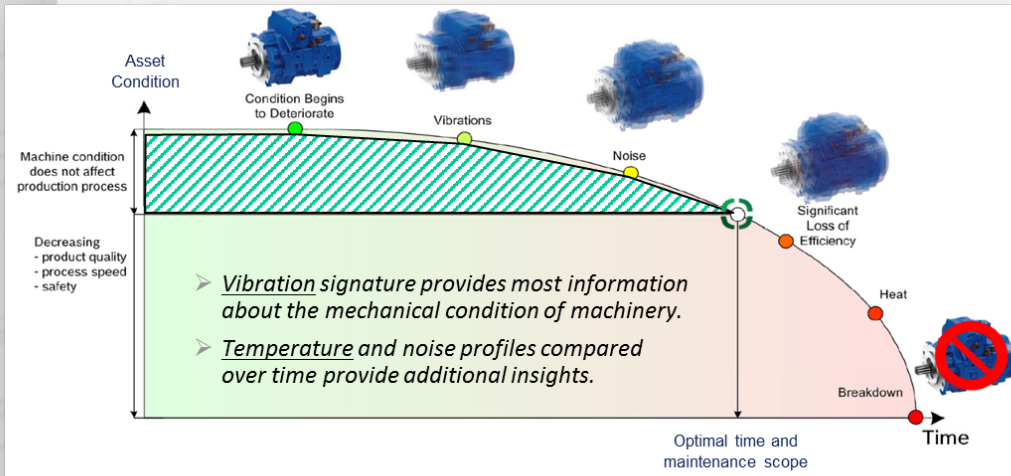 Asset
Condition
Condition Begins
to Deteriorate
Vibrations
Noise
Machine condition
does not affect
production process
Significant
Loss of
Efficiency
Decreasing
- product quality
- process speed
- safety
Vibration signature provides most information
about the mechanical condition of machinery.
Heat
Temperature and noise profiles compared
over time provide additional insights.
Breakdown
Time
Optimal time and
maintenance scope